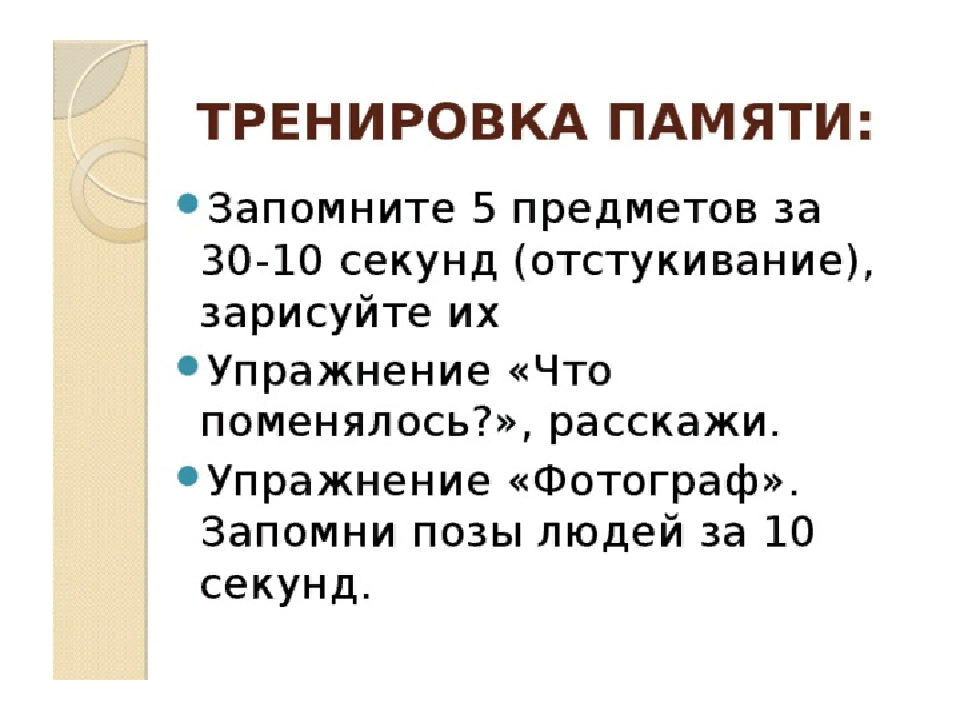 ТРЕНИРОВКА ПАМЯТИ:
Запомните 5 предметов за
30-10 секунд (отстукивание),
зарисуйте их
Упражнение «Что
поменялось?», расскажи.
Упражнение «Фотограф».
Запомни позы людей за 10
секунд.